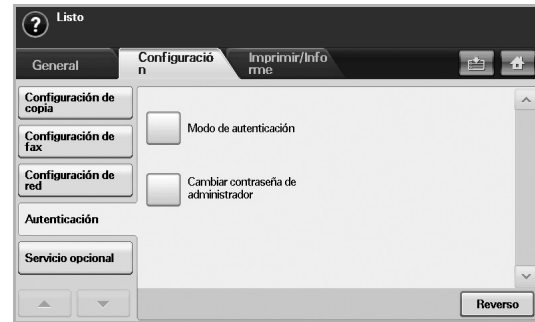 Listo
General
Configuració
n
Imprimir/Info
rme
Configuración de
copia
Configuración de
fax
Configuración de
red
Autenticación
Servicio opcional
Modo de autenticación
Cambiar contraseña de
administrador
Reverso